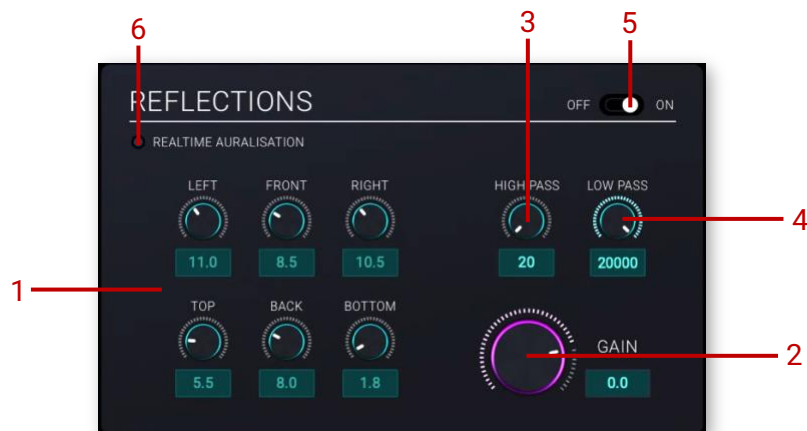 6 3 5
REFLECTIONS OFF ON
REALTIME AURALISATION
LEFT FRONT RIGHT HIGH PASS LOW PASS
4
11.0 8.5 10.5 20 20000
1
TOP BACK BOTTOM
GAIN
2
5.5 8.0 1.8 0.0